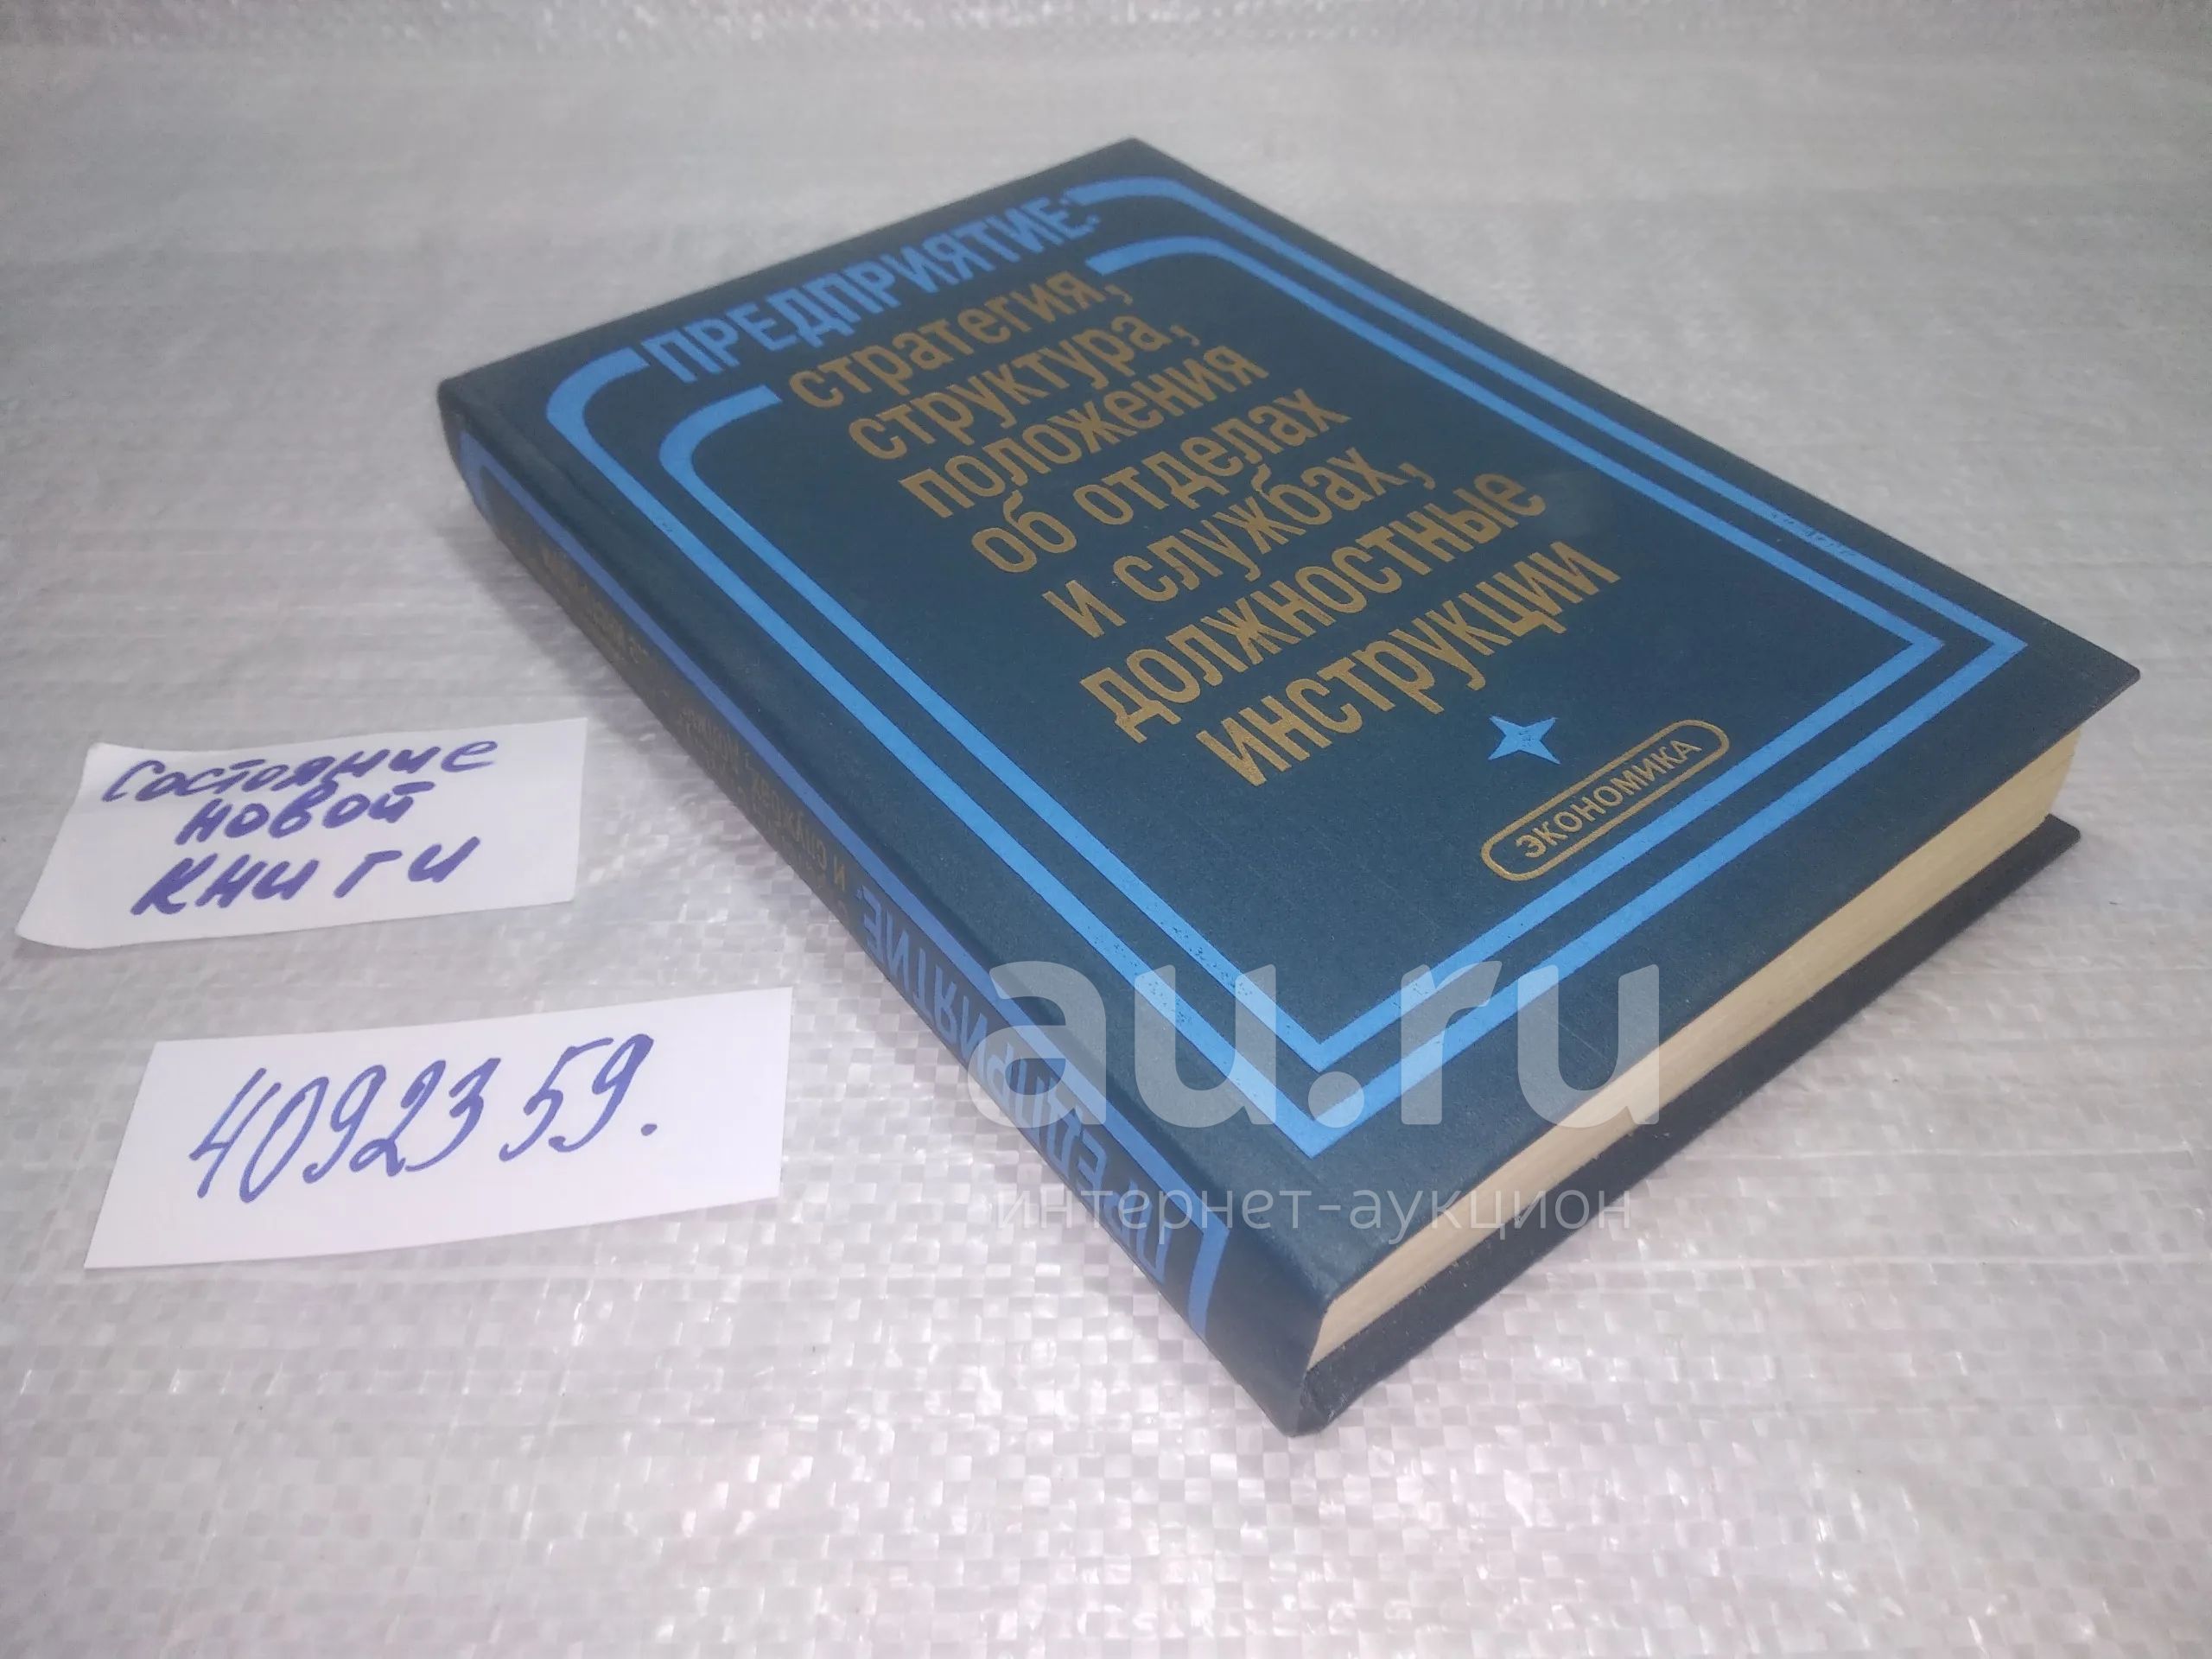 ПРЕДПРИЯТИЕ:
стратегия,
структура,
положения
об отделах
и службах,
должностные
инструкции
ЭКОНОМИКА
ПРЕДПРИЯТИЕ:
и службах
Состояние
новой
книги
4092359.
au.ru
интернет-аукцион